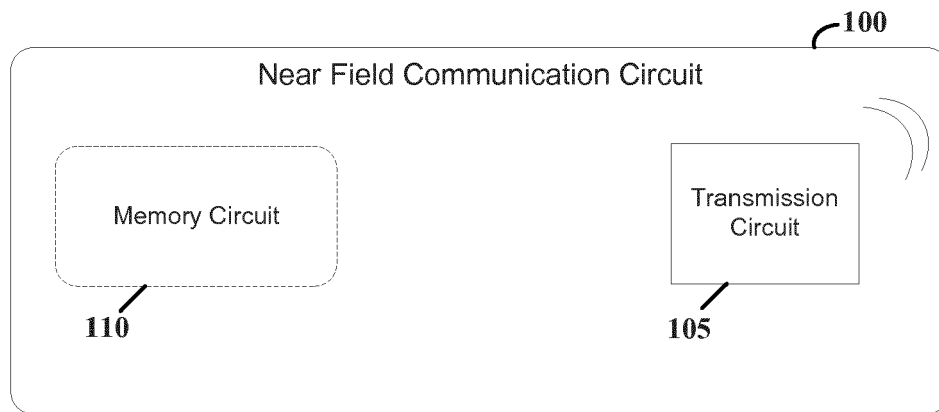 100
Near Field Communication Circuit
Memory Circuit
Transmission
Circuit
110
105